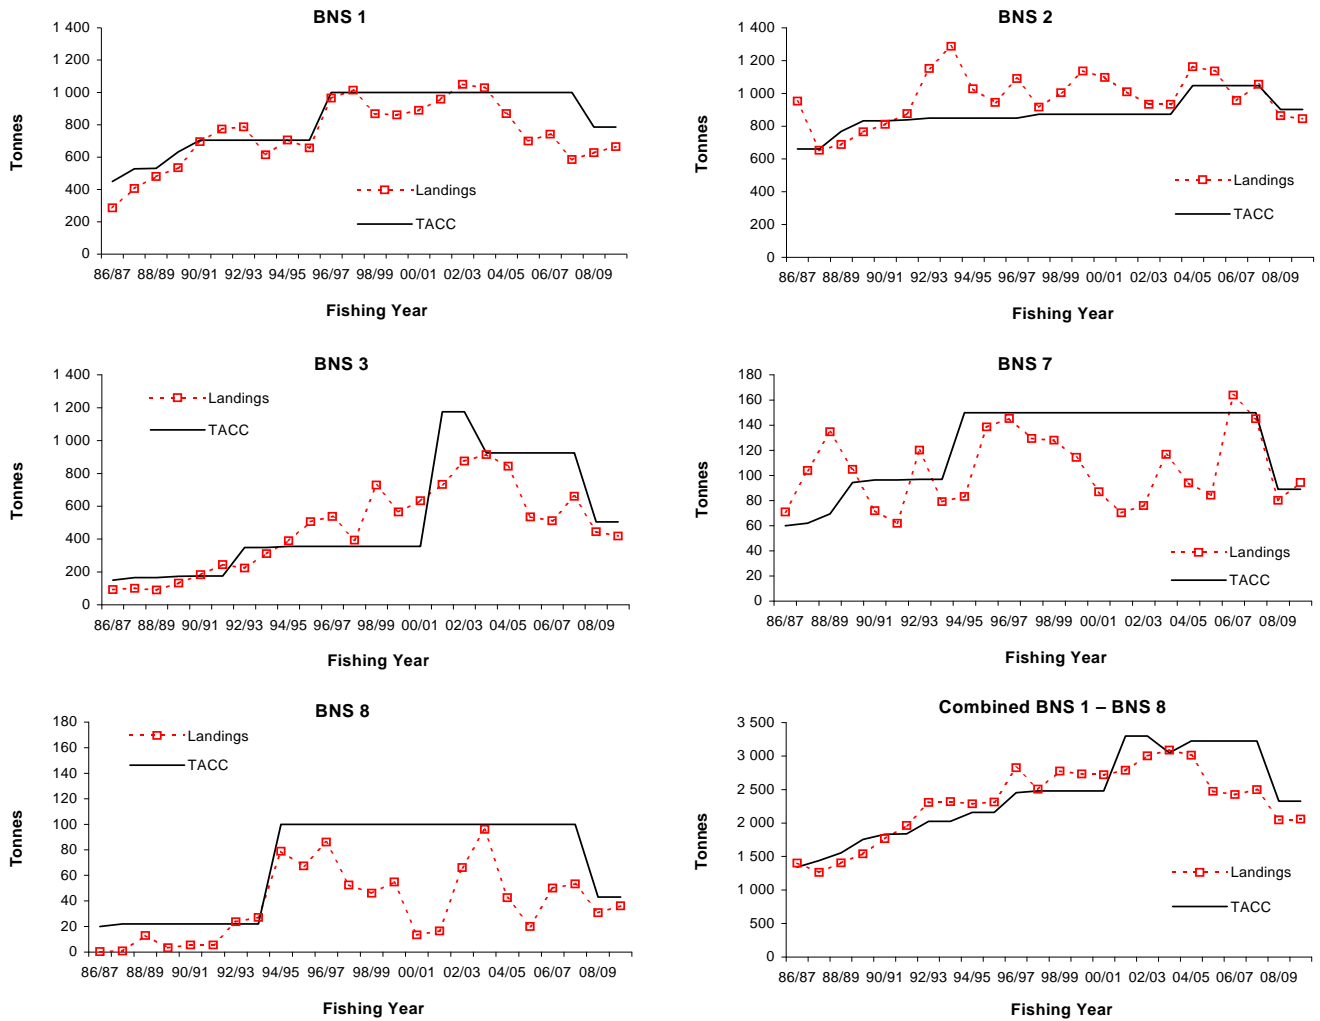 BNS 1
1 400
1 200
1 000
800
600
400
200
0
Tonnes
Landings
TACC
86/87 88/89 90/91 92/93 94/95 96/97 98/99 00/01 02/03 04/05 06/07 08/09
Fishing Year
BNS 2
1 400
1 200
1 000
800
600
400
200
0
Tonnes
Landings
TACC
86/87 88/89 90/91 92/93 94/95 96/97 98/99 00/01 02/03 04/05 06/07 08/09
Fishing Year
BNS 3
1 400
1 200
1 000
800
600
400
200
0
Tonnes
Landings
TACC
86/87 88/89 90/91 92/93 94/95 96/97 98/99 00/01 02/03 04/05 06/07 08/09
Fishing Year
BNS 7
180
160
140
120
100
80
60
40
20
0
Tonnes
Landings
TACC
86/87 88/89 90/91 92/93 94/95 96/97 98/99 00/01 02/03 04/05 06/07 08/09
Fishing Year
BNS 8
180
160
140
120
100
80
60
40
20
0
Tonnes
Landings
TACC
86/87 88/89 90/91 92/93 94/95 96/97 98/99 00/01 02/03 04/05 06/07 08/09
Fishing Year
Combined BNS 1 – BNS 8
3 500
3 000
2 500
2 000
1 500
1 000
500
0
Tonnes
Landings
TACC
86/87 88/89 90/91 92/93 94/95 96/97 98/99 00/01 02/03 04/05 06/07 08/09
Fishing Year